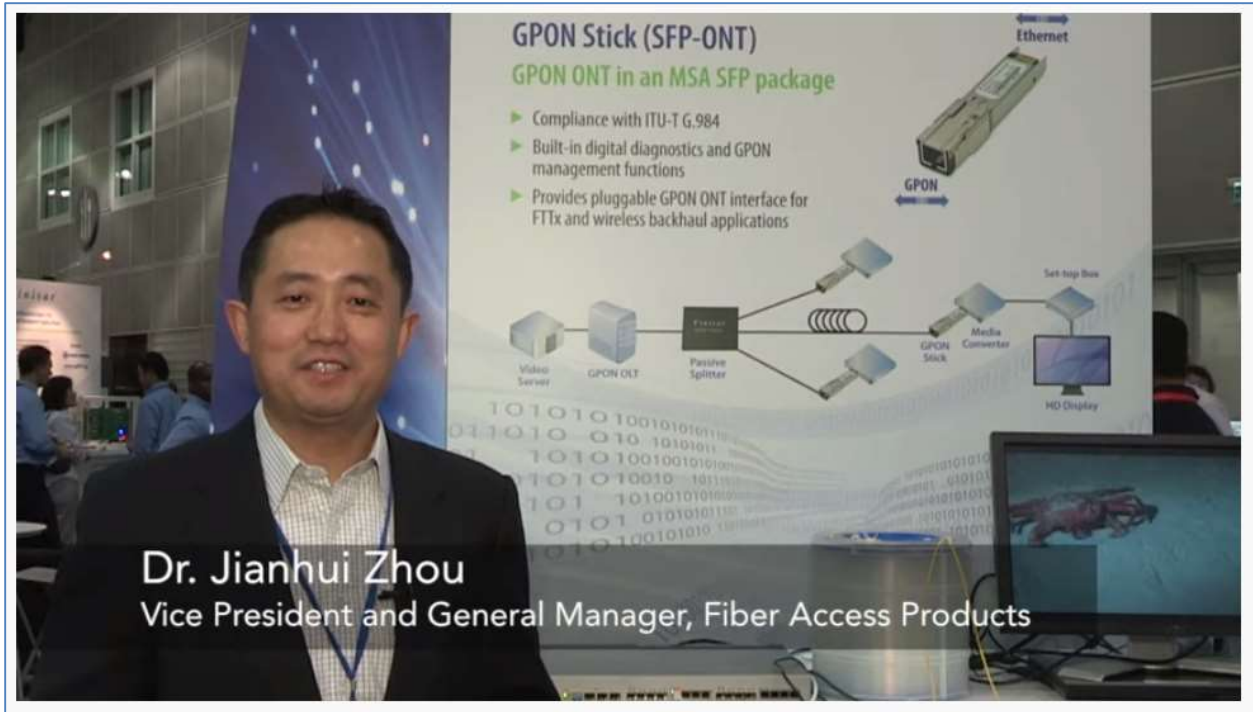 GPON Stick (SFP-ONT)
GPON ONT in an MSA SFP package
Compliance with ITU-T G.984
Built-in digital diagnostics and GPON
management functions
Provides pluggable GPON ONT interface for
FTTx and wireless backhaul applications
Ethernet
GPON
Video
Server
GPON OLT
Finisar
Passive
Splitter
GPON
Stick
Media
Converter
Set-top Box
HD Display
Finisar
Dr. Jianhui Zhou
Vice President and General Manager, Fiber Access Products